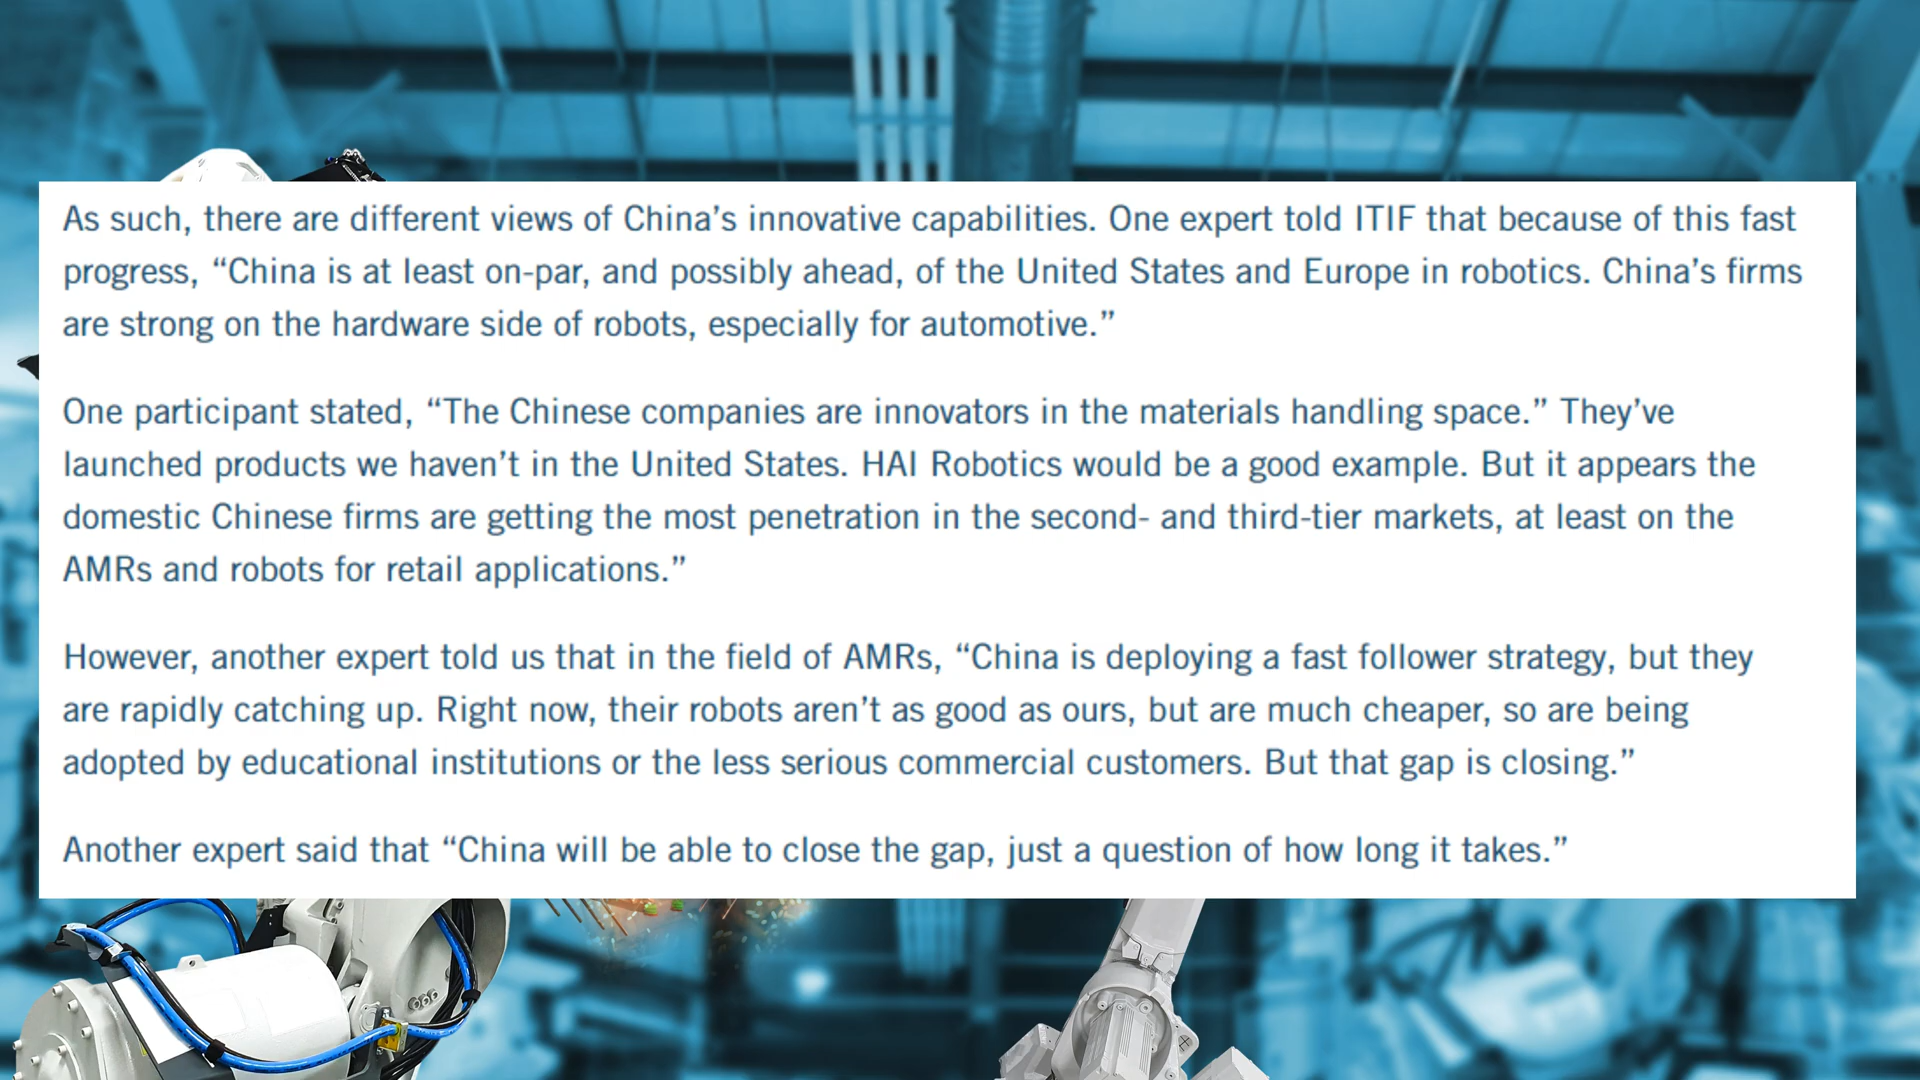 As such, there are different views of China’s innovative capabilities. One expert told ITIF that because of this fast
progress, “China is at least on-par, and possibly ahead, of the United States and Europe in robotics. China’s firms
are strong on the hardware side of robots, especially for automotive.”
One participant stated, “The Chinese companies are innovators in the materials handling space.” They’ve
launched products we haven’t in the United States. HAI Robotics would be a good example. But it appears the
domestic Chinese firms are getting the most penetration in the second- and third-tier markets, at least on the
AMRs and robots for retail applications.”
However, another expert told us that in the field of AMRs, “China is deploying a fast follower strategy, but they
are rapidly catching up. Right now, their robots aren’t as good as ours, but are much cheaper, so are being
adopted by educational institutions or the less serious commercial customers. But that gap is closing.”
Another expert said that “China will be able to close the gap, just a question of how long it takes.”